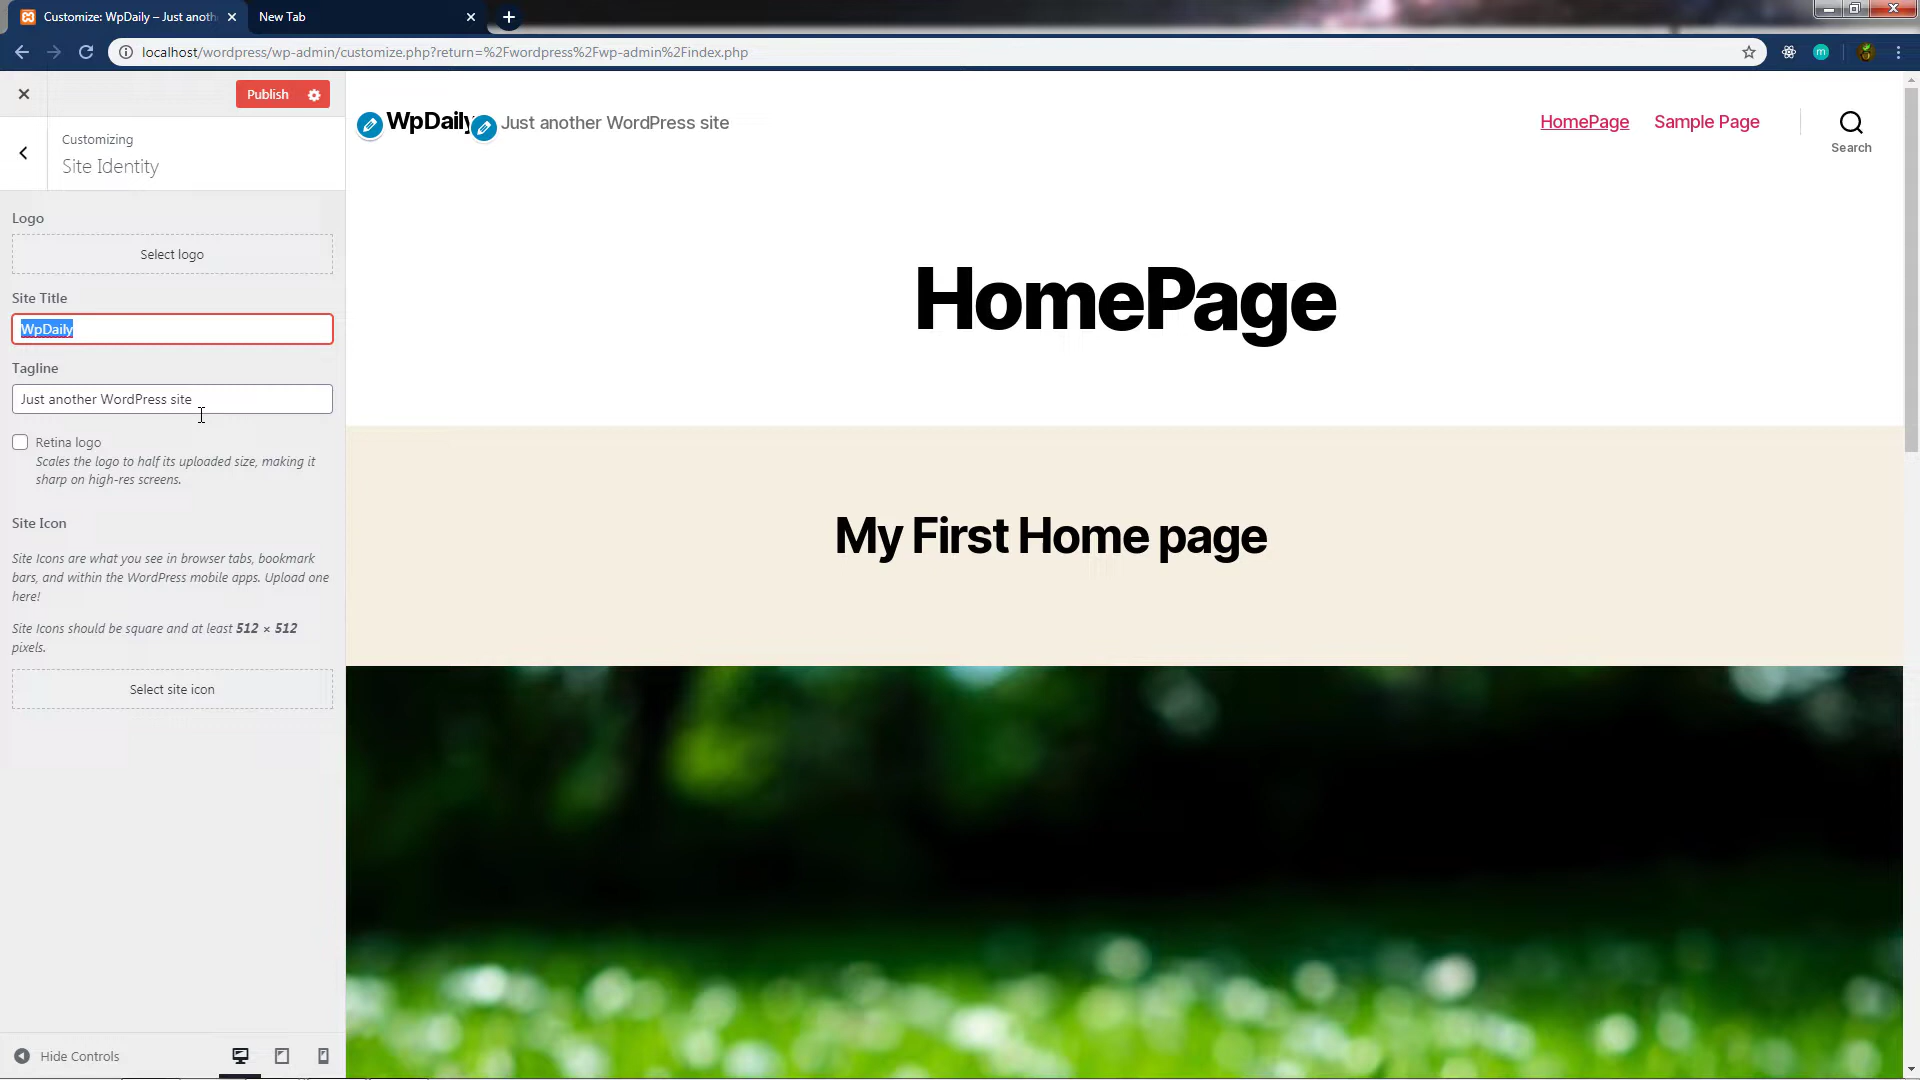 Customize: WpDaily – Just anoth
New Tab
localhost/wordpress/wp-admin/customize.php?return=%2Fwordpress%2Fwp-admin%2Findex.php
m
Publish
Customizing
Site Identity
Logo
Select logo
Site Title
WpDaily
Tagline
Just another WordPress site
Retina logo
Scales the logo to half its uploaded size, making it
sharp on high-res screens.
Site Icon
Site Icons are what you see in browser tabs, bookmark
bars, and within the WordPress mobile apps. Upload one
here!
Site Icons should be square and at least 512 × 512
pixels.
Select site icon
Hide Controls
WpDaily
Just another WordPress site
HomePage
Sample Page
Search
HomePage
My First Home page